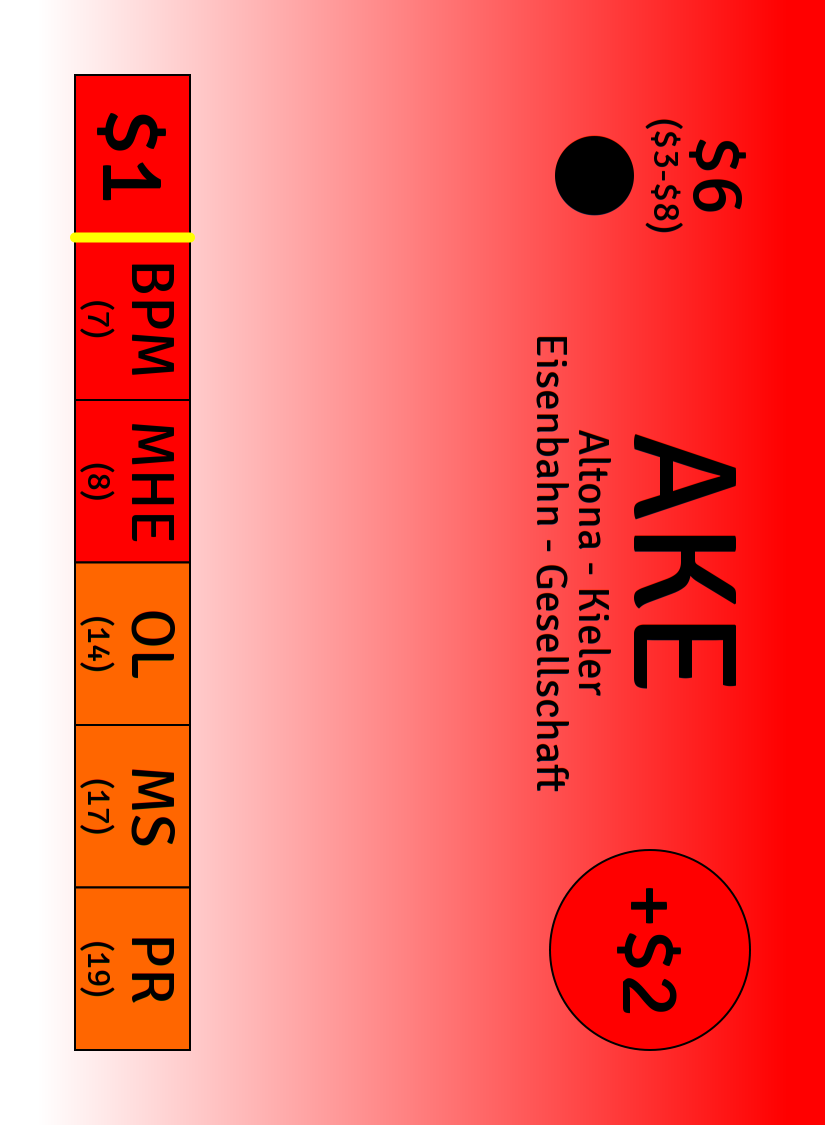 $6
($3-$8)
AKE
Altona - Kieler
Eisenbahn - Gesellschaft
+$2
$1
BPM
(7)
MHE
(8)
OL
(14)
MS
(17)
PR
(19)